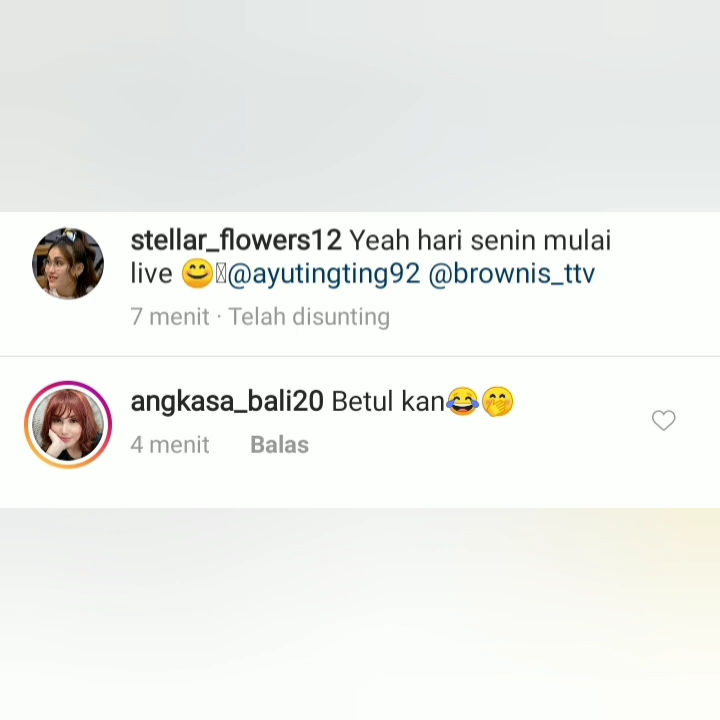 stellar_flowers12 Yeah hari senin mulai
live 😊@ayutingting92 @brownis_ttv
7 menit · Telah disunting
angkasa_bali20 Betul kan😂🤭
4 menit Balas